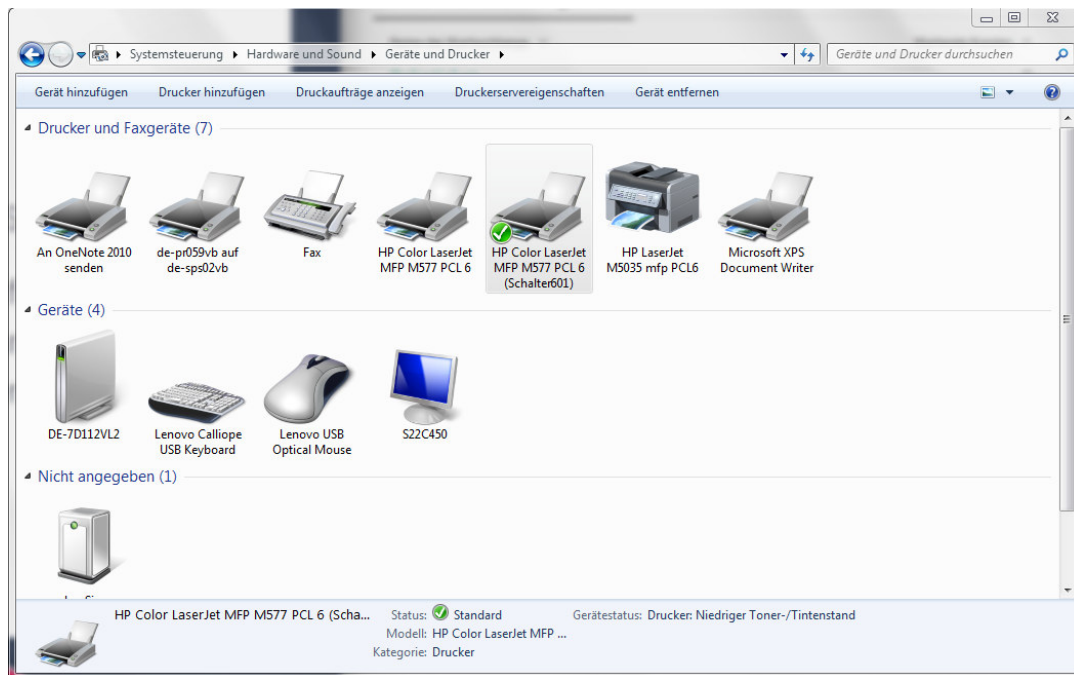 Systemsteuerung ▸ Hardware und Sound ▸ Geräte und Drucker ▸
Geräte und Drucker durchsuchen
Gerät hinzufügen Drucker hinzufügen Druckaufträge anzeigen Druckerservereigenschaften Gerät entfernen
Drucker und Faxgeräte (7)
An OneNote 2010
senden
de-pr059vb auf
de-sps02vb
Fax
HP Color LaserJet
MFP M577 PCL 6
HP Color LaserJet
MFP M577 PCL 6
(Schalter601)
HP LaserJet
M5035 mfp PCL6
Microsoft XPS
Document Writer
Geräte (4)
DE-7D112VL2
Lenovo Calliope
USB Keyboard
Lenovo USB
Optical Mouse
S22C450
Nicht angegeben (1)
HP Color LaserJet MFP M577 PCL 6 (Scha...
Status: Standard
Gerätestatus: Drucker: Niedriger Toner-/Tintenstand
Modell: HP Color LaserJet MFP ...
Kategorie: Drucker